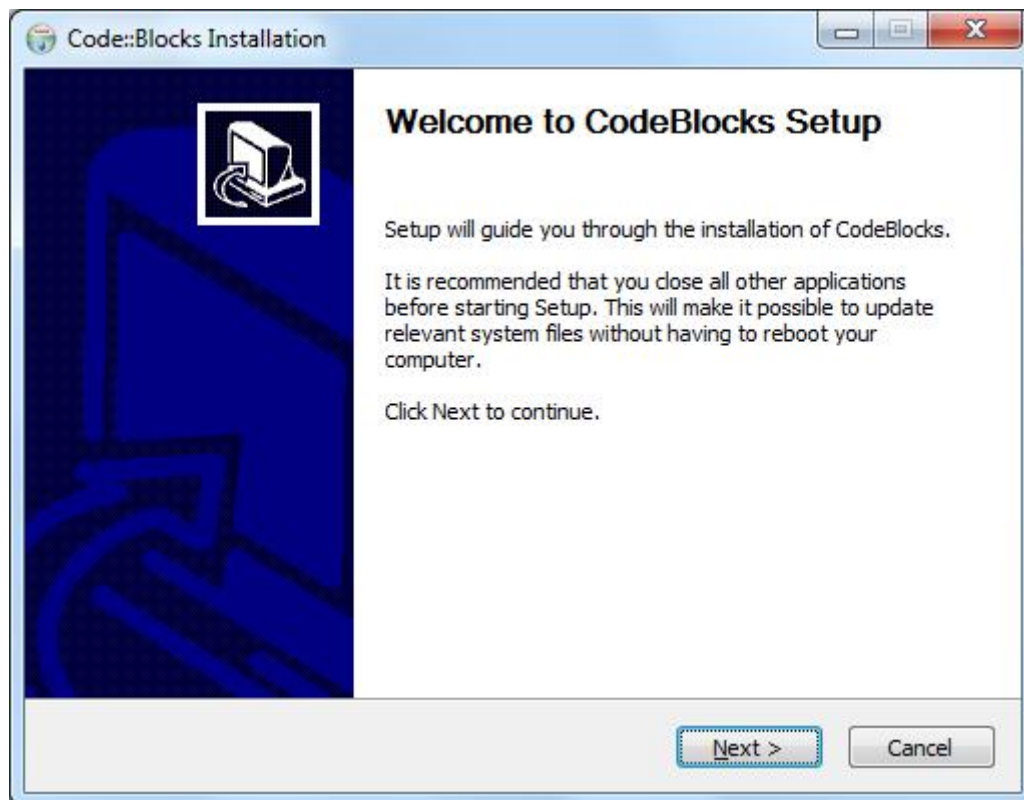 Code::Blocks Installation
Welcome to CodeBlocks Setup
Setup will guide you through the installation of CodeBlocks.
It is recommended that you close all other applications
before starting Setup. This will make it possible to update
relevant system files without having to reboot your
computer.
Click Next to continue.
Next >
Cancel